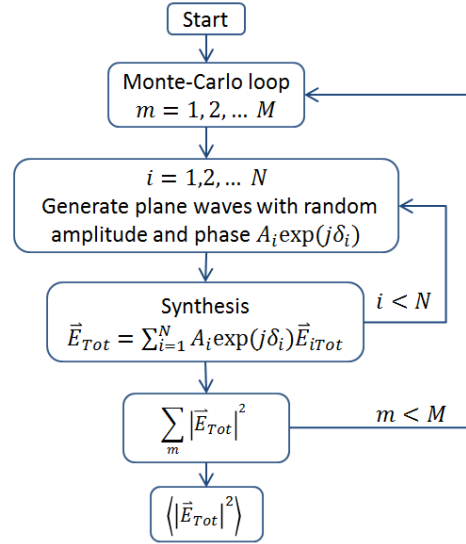 Start
Monte-Carlo loop
m = 1, 2, … M
i = 1,2, … N
Generate plane waves with random
amplitude and phase A_i exp(jδ_i)
Synthesis
i < N
E⃗_Tot = ∑_{i=1}^{N} A_i exp(jδ_i) E⃗_{iTot}
∑_m |E⃗_Tot|²
m < M
⟨|E⃗_Tot|²⟩